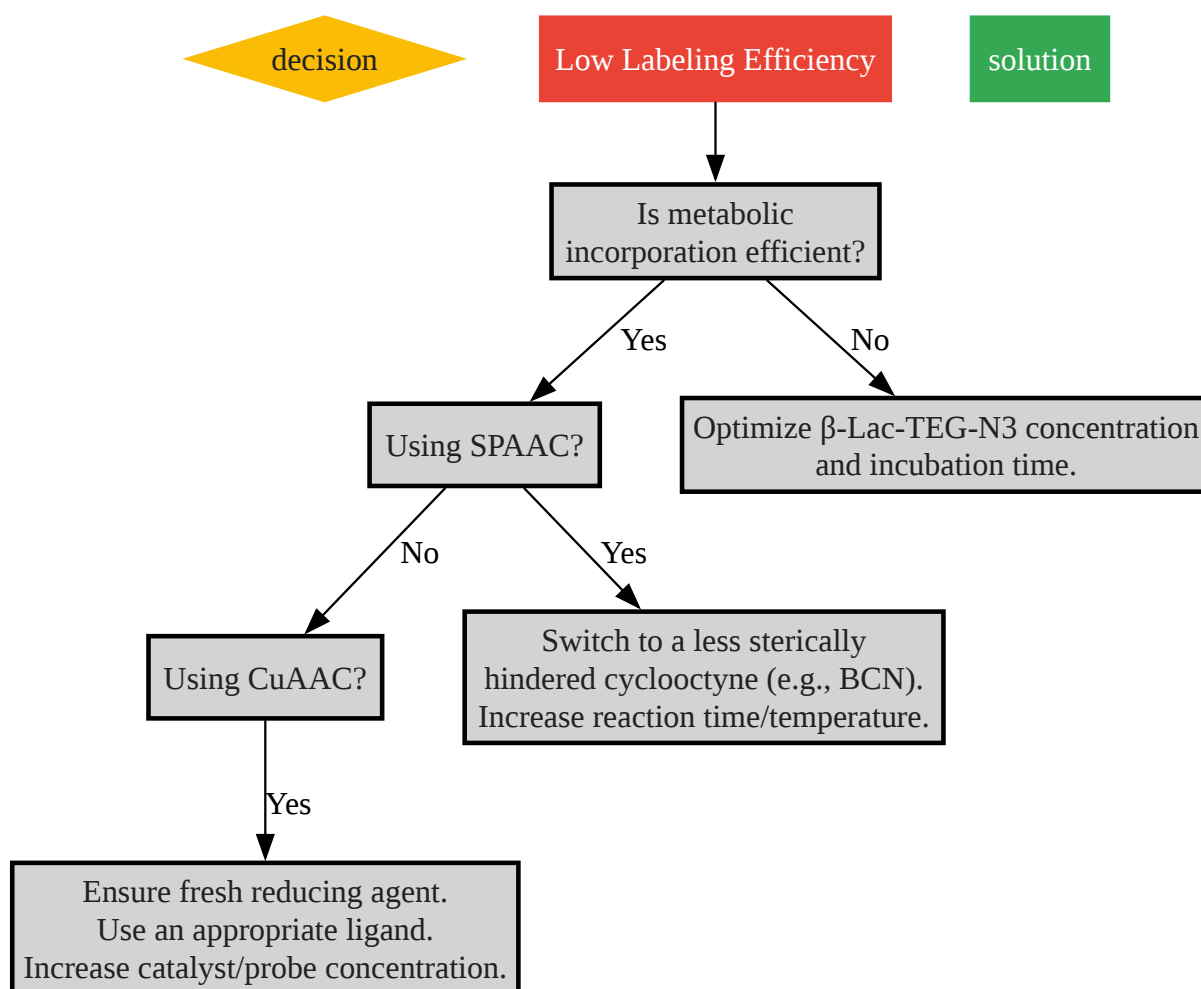 decision
Low Labeling Efficiency
solution
Is metabolic
incorporation efficient?
Yes
No
Using SPAAC?
Optimize β-Lac-TEG-N3 concentration
and incubation time.
No
Yes
Using CuAAC?
Switch to a less sterically
hindered cyclooctyne (e.g., BCN).
Increase reaction time/temperature.
Yes
Ensure fresh reducing agent.
Use an appropriate ligand.
Increase catalyst/probe concentration.